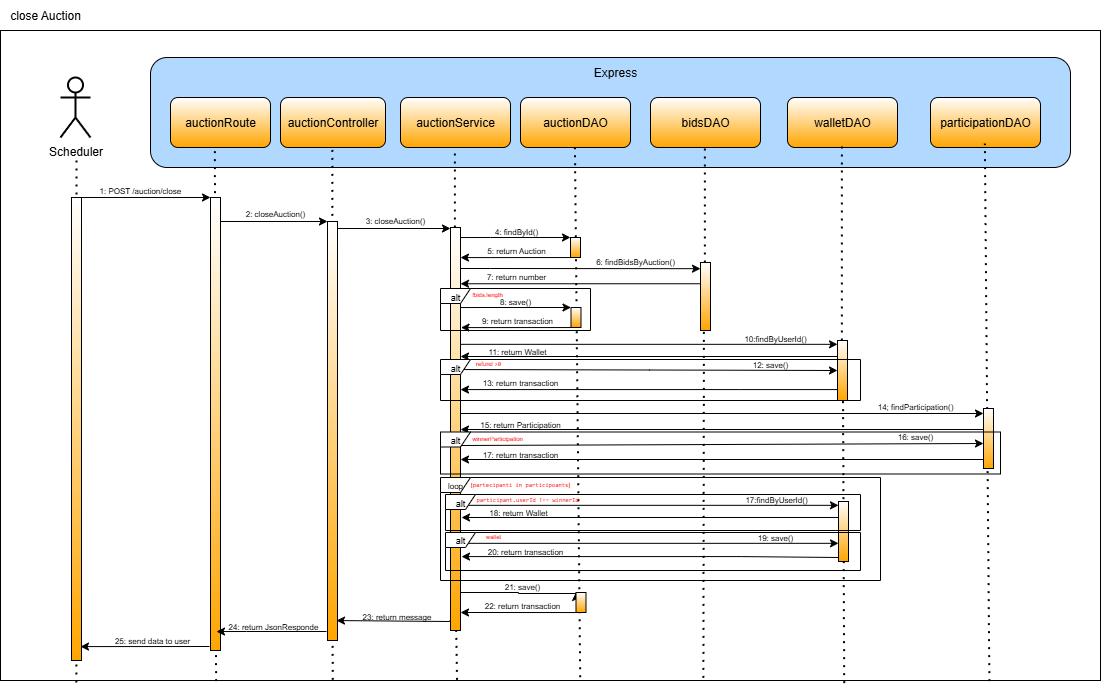 close Auction
Express
auctionRoute
auctionController
auctionService
auctionDAO
bidsDAO
walletDAO
participationDAO
Scheduler
1: POST /auction/close
2: closeAuction()
3: closeAuction()
4: findById()
5: return Auction
6: findBidsByAuction()
7: return number
alt
!bids.length
8: save()
9: return transaction
10:findByUserId()
11: return Wallet
alt
refund >0
12: save()
13: return transaction
14; findParticipation()
15: return Participation
alt
winnerParticipation
16: save()
17: return transaction
loop
[partecipanti in participoants]
alt
participant.userId !== winnerId
17:findByUserId()
18: return Wallet
alt
wallet
19: save()
20: return transaction
21: save()
22: return transaction
23: return message
24: return JsonResponde
25: send data to user